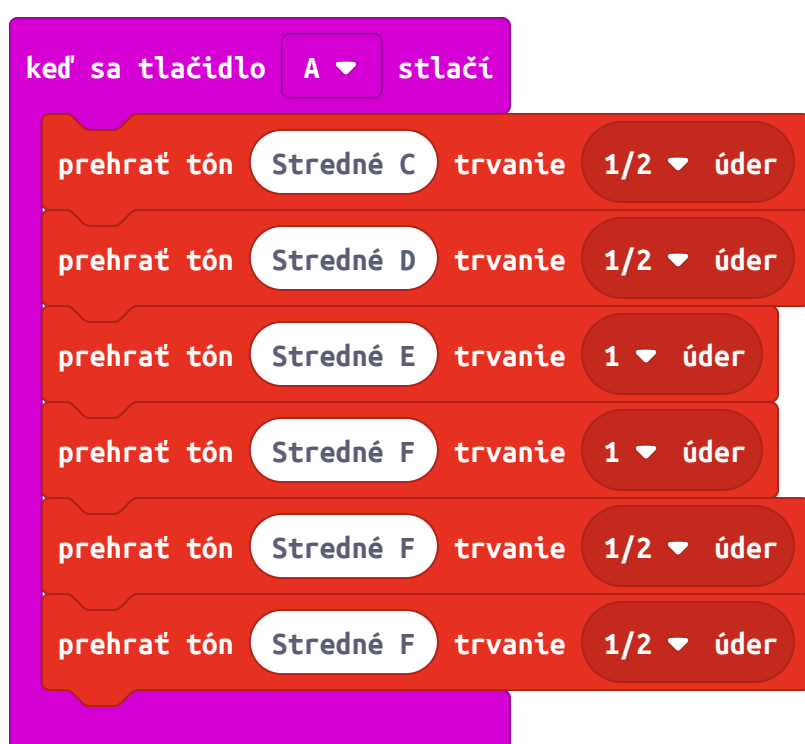 keď sa tlačidlo A stlačí
prehrať tón Stredné C trvanie 1/2 úder
prehrať tón Stredné D trvanie 1/2 úder
prehrať tón Stredné E trvanie 1 úder
prehrať tón Stredné F trvanie 1 úder
prehrať tón Stredné F trvanie 1/2 úder
prehrať tón Stredné F trvanie 1/2 úder